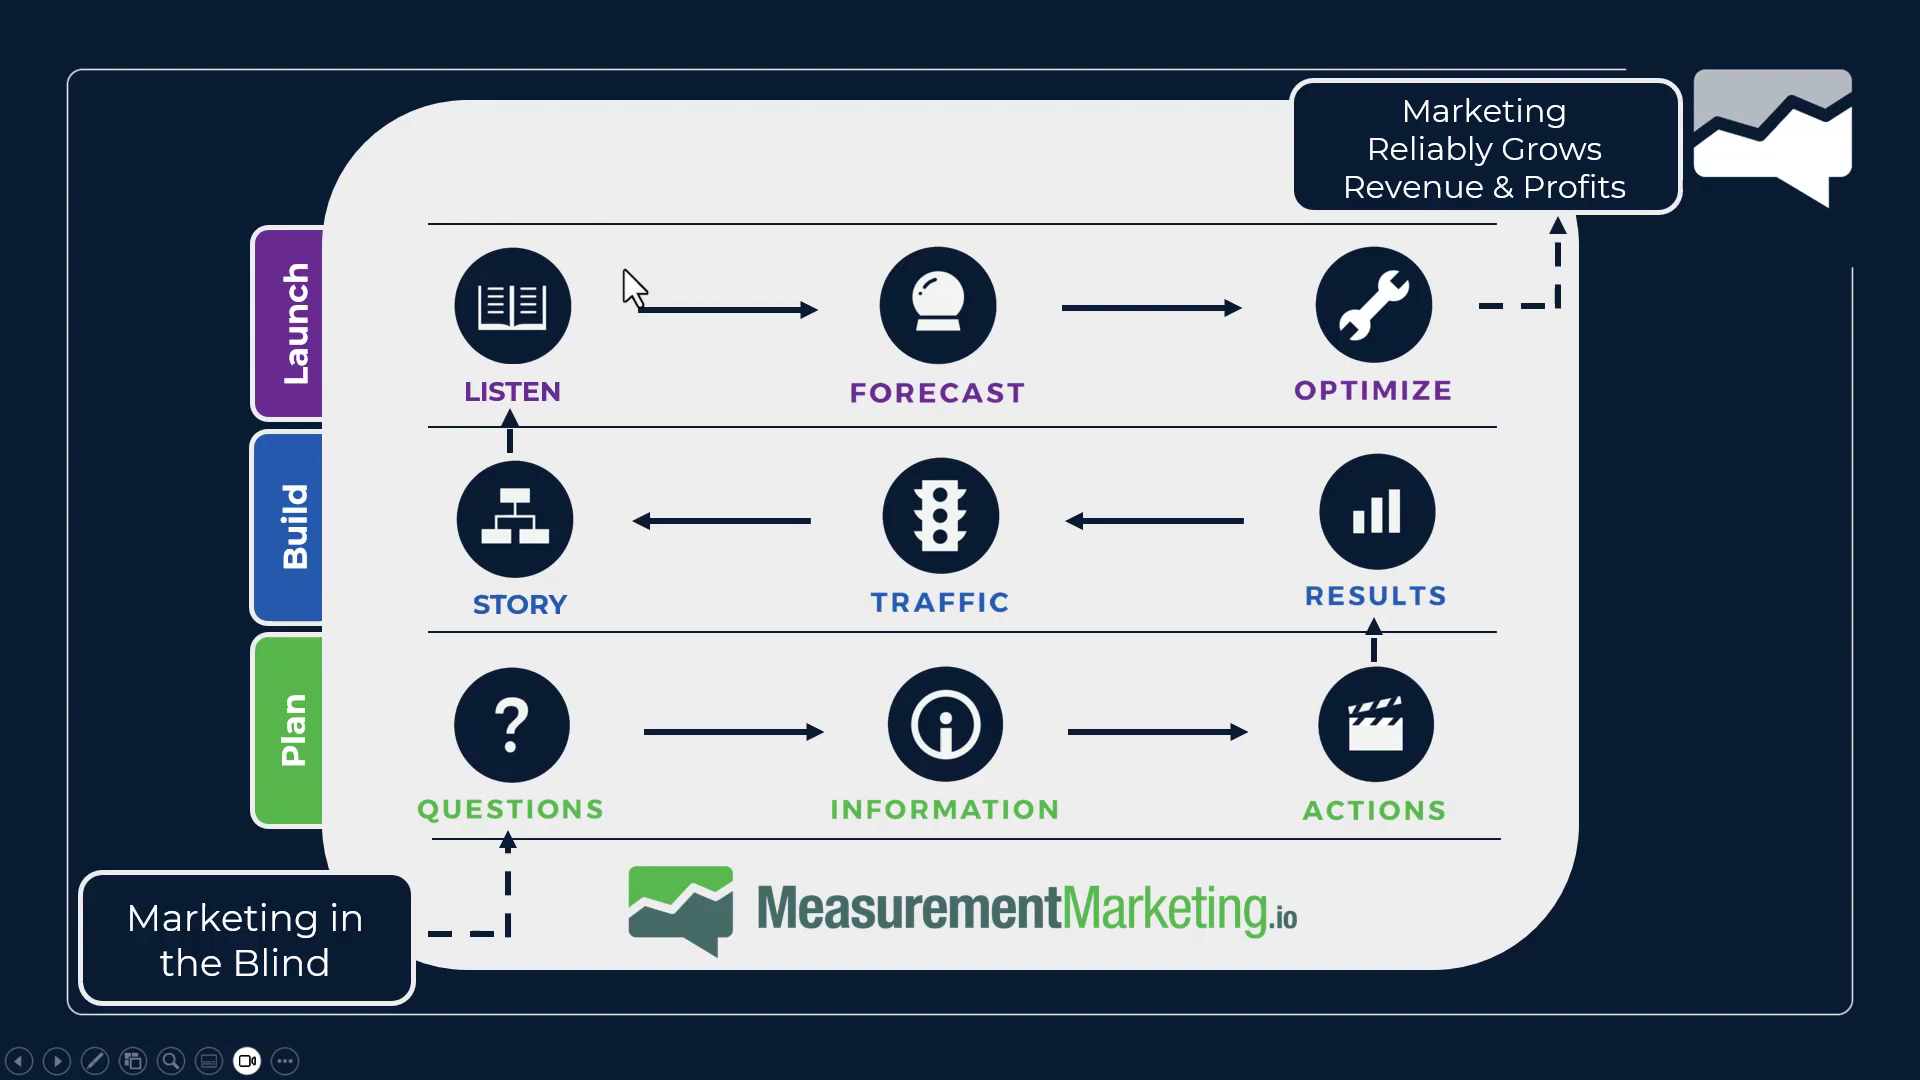 Marketing
Reliably Grows
Revenue & Profits
Launch
LISTEN
FORECAST
OPTIMIZE
Build
STORY
TRAFFIC
RESULTS
Plan
QUESTIONS
INFORMATION
ACTIONS
Marketing in
the Blind
MeasurementMarketing.io